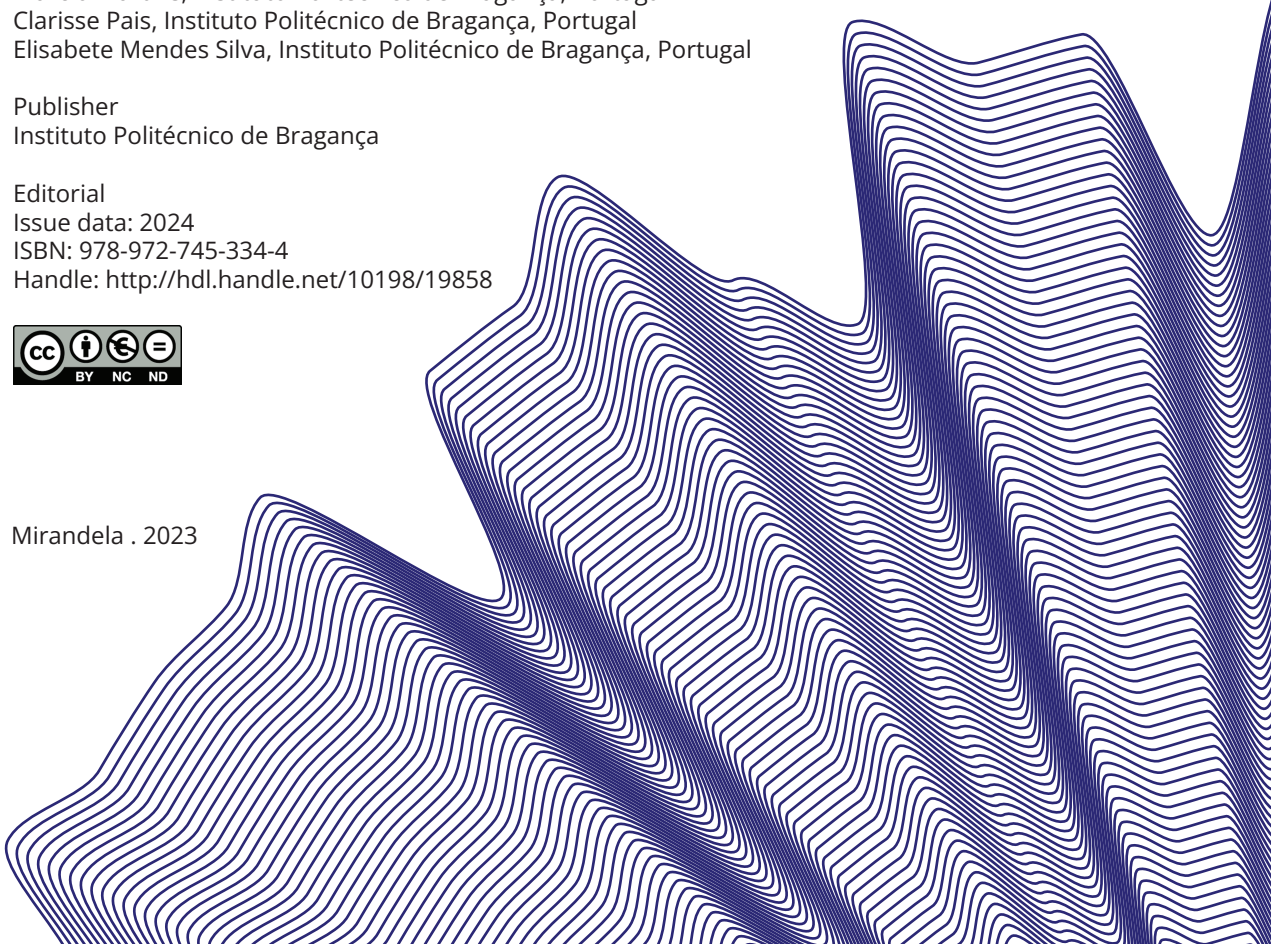 Clarisse Pais, Instituto Politécnico de Bragança, Portugal
Elisabete Mendes Silva, Instituto Politécnico de Bragança, Portugal
Publisher
Instituto Politécnico de Bragança
Editorial
Issue data: 2024
ISBN: 978-972-745-334-4
Handle: http://hdl.handle.net/10198/19858
cc
BY NC ND
Mirandela . 2023